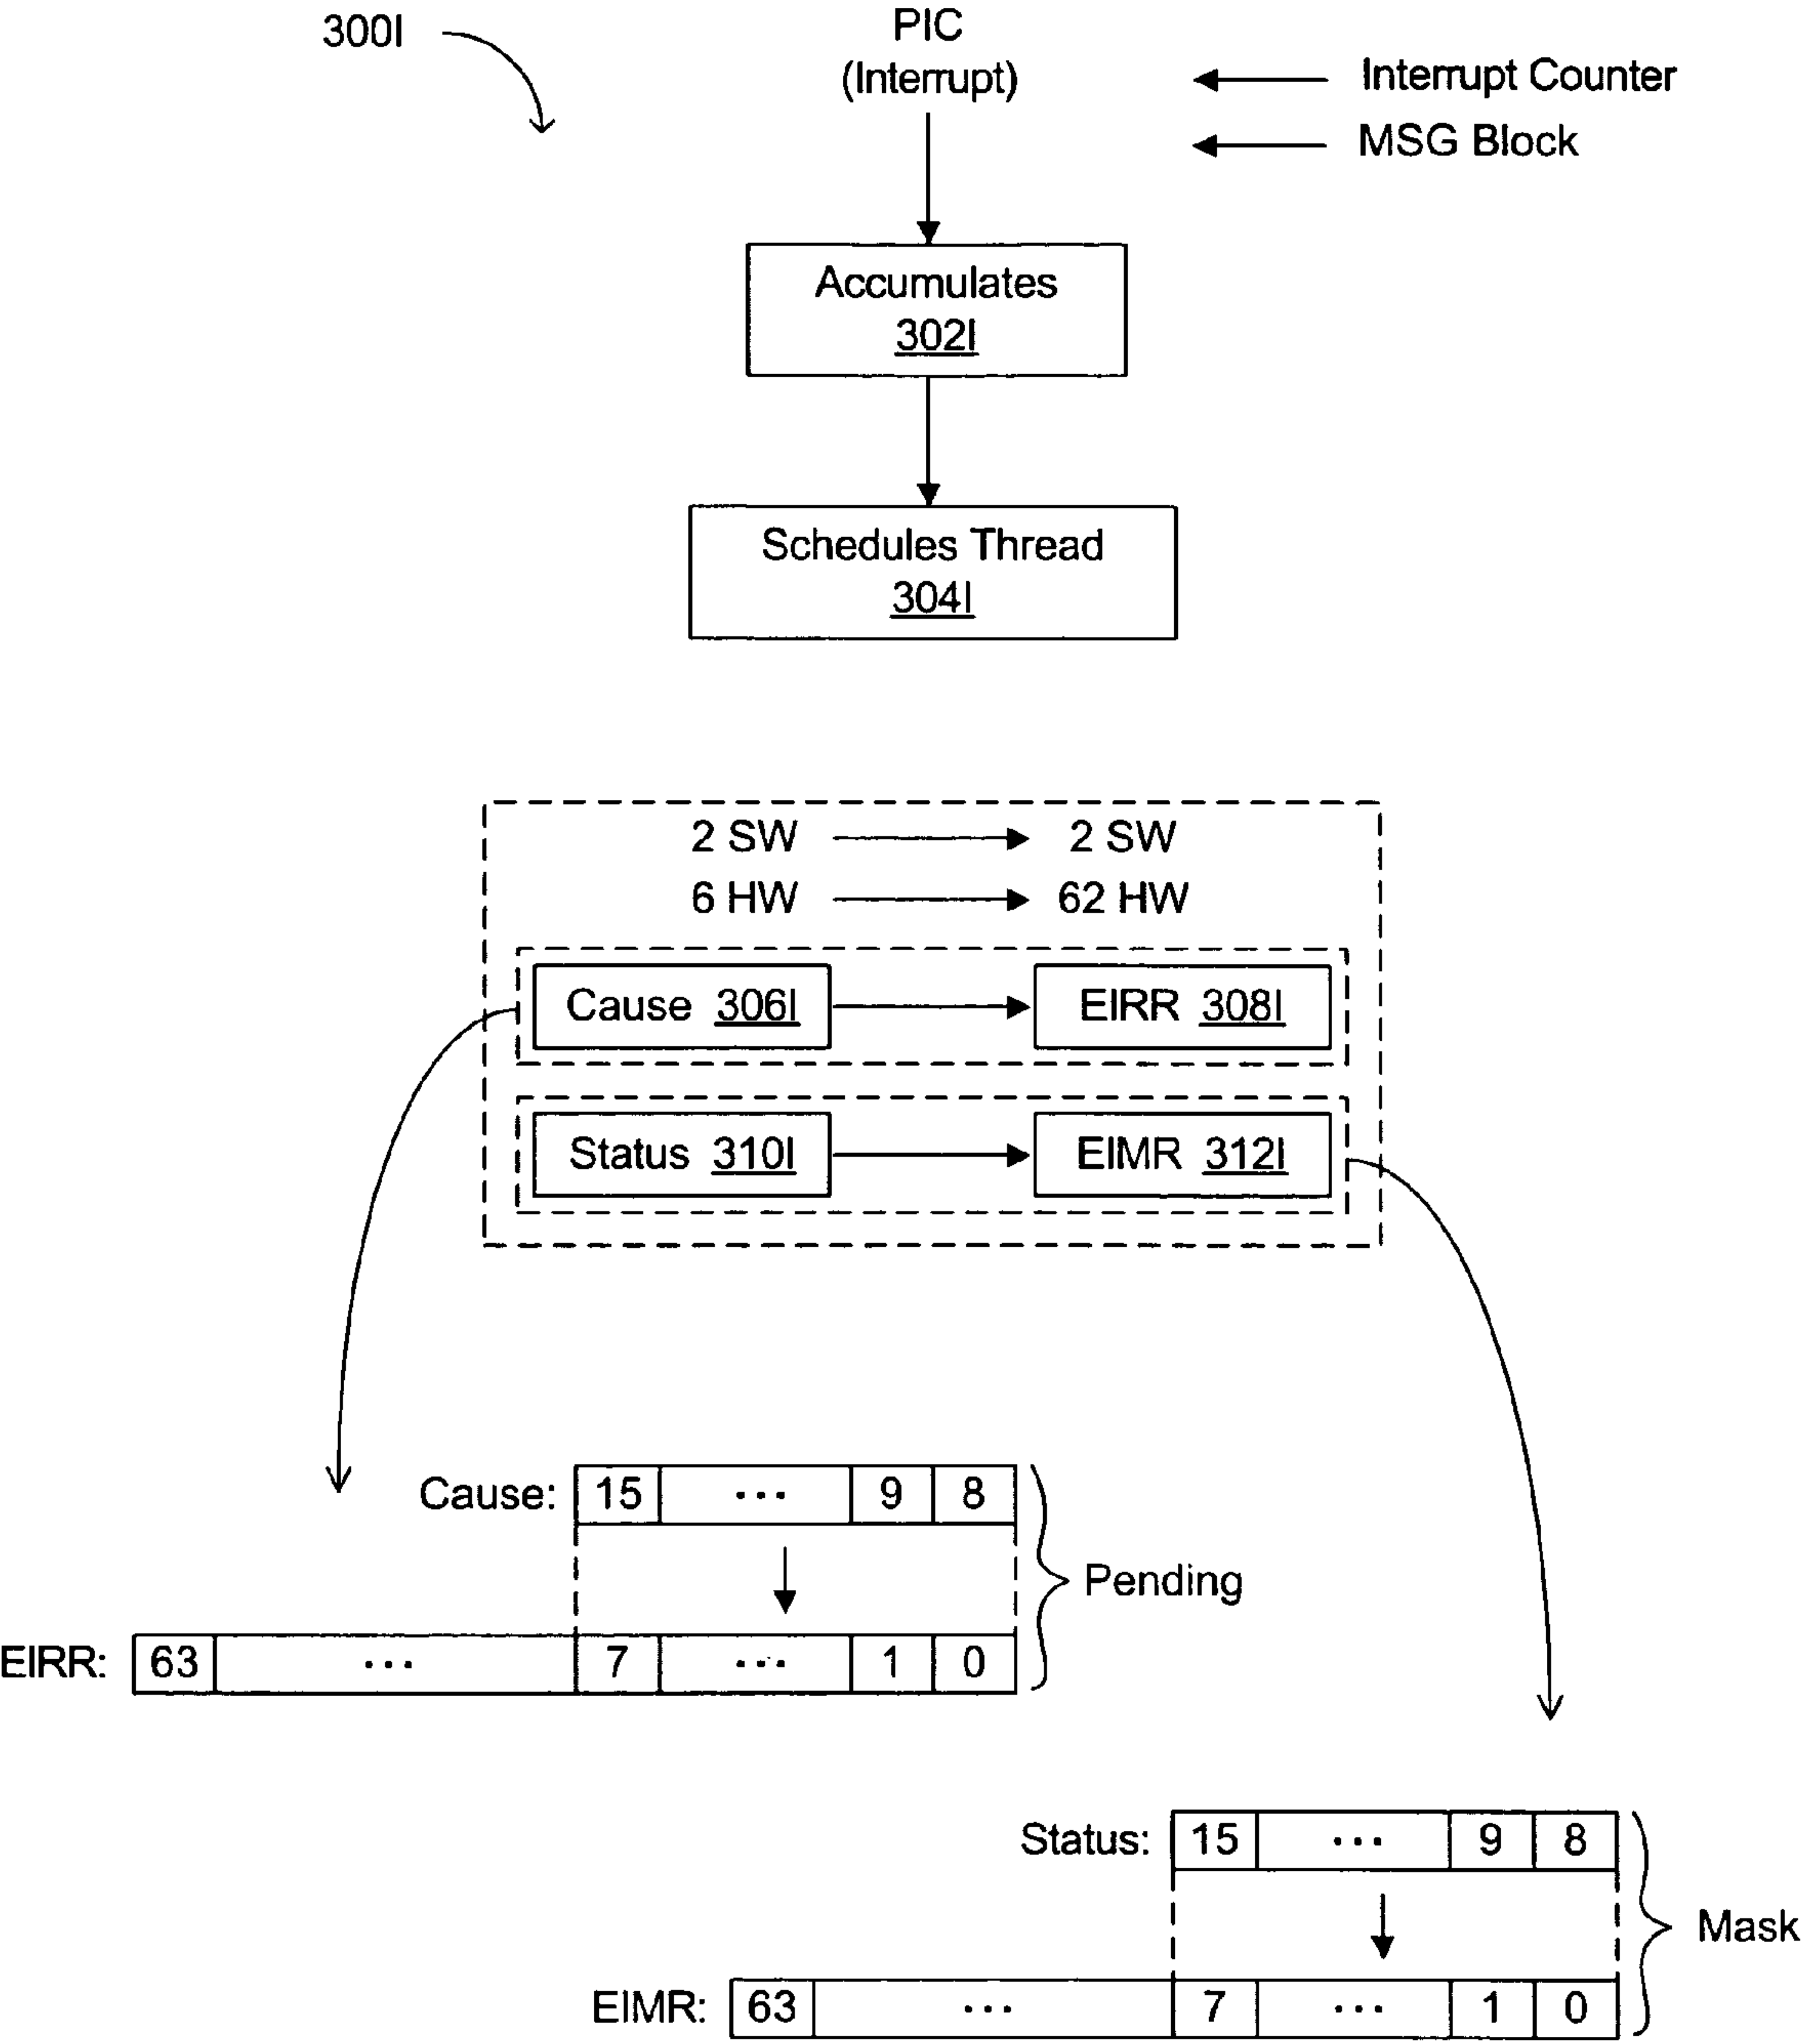 300I
PIC
(Interrupt)
Interrupt Counter
MSG Block
Accumulates
302I
Schedules Thread
304I
2 SW 2 SW
6 HW 62 HW
Cause 306I EIRR 308I
Status 310I EIMR 312I
Cause: 15 ... 9 8
Pending
EIRR: 63 ... 7 ... 1 0
Status: 15 ... 9 8
Mask
EIMR: 63 ... 7 ... 1 0